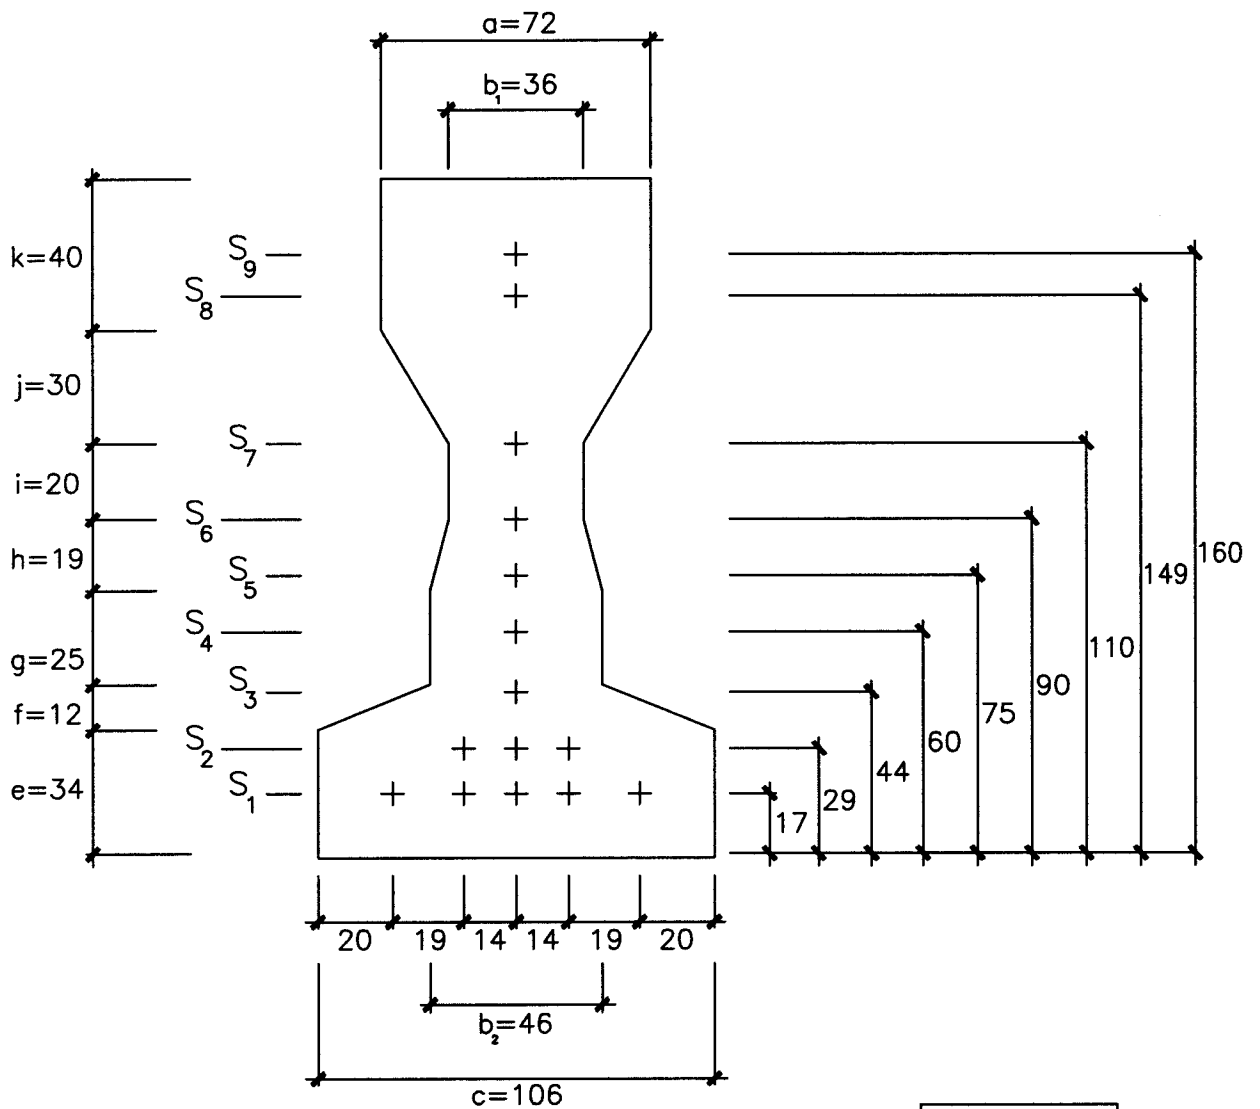 a=72
b₁=36
k=40
S₉
S₈
j=30
S₇
i=20
S₆
160
h=19
S₅
149
S₄
110
g=25
S₃
90
75
f=12
S₂
60
44
e=34
S₁
29
17
20 19 14 14 19 20
b₂=46
c=106